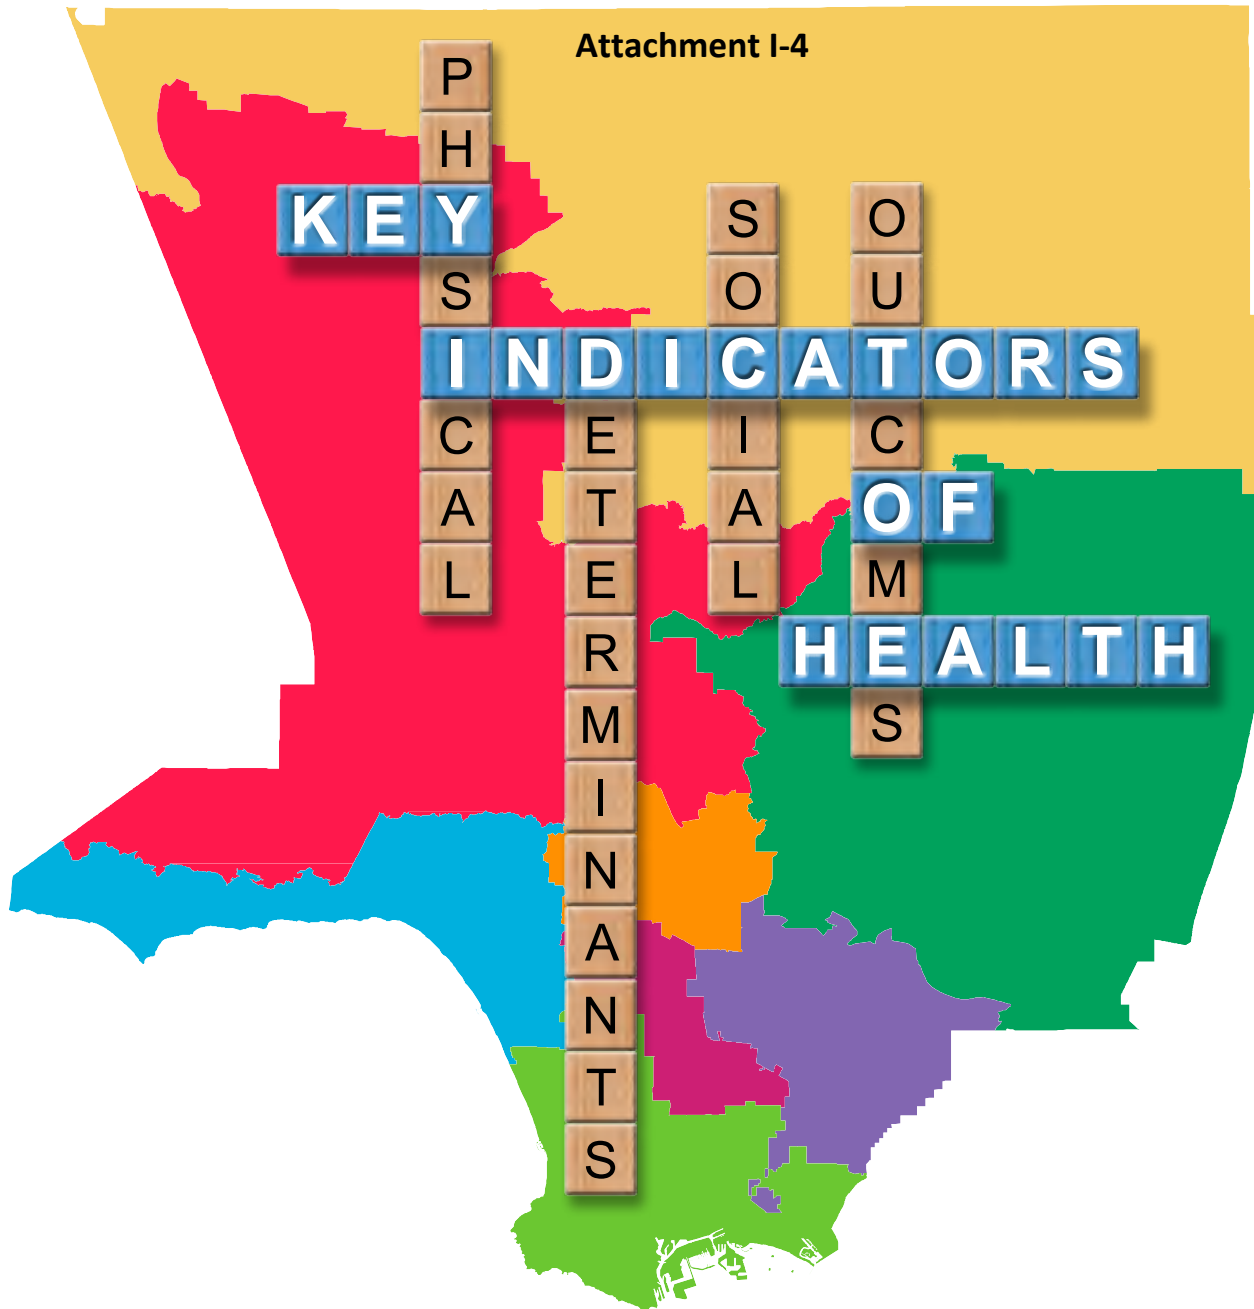 Attachment I-4
PHYSICAL
KEY
SOCIAL
OUTCOMES
INDICATORS
DETERMINANTS
OF
HEALTH